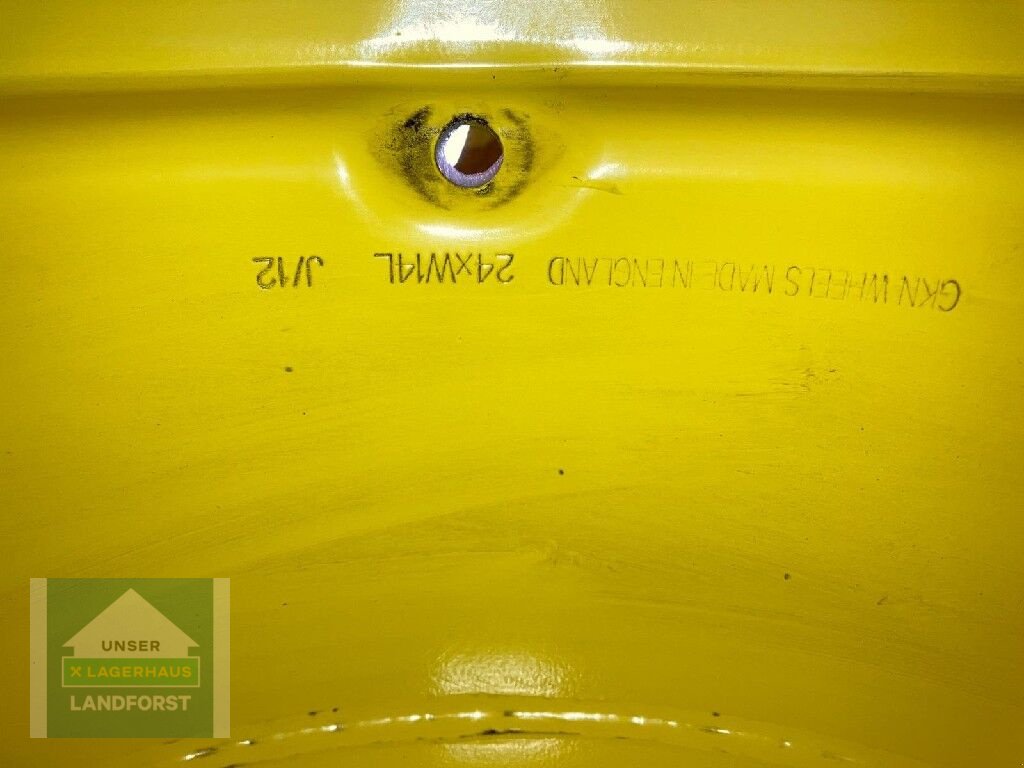 GKN WHEELS MADE IN ENGLAND 24xW14L J/12
UNSER
LAGERHAUS
LANDFORST